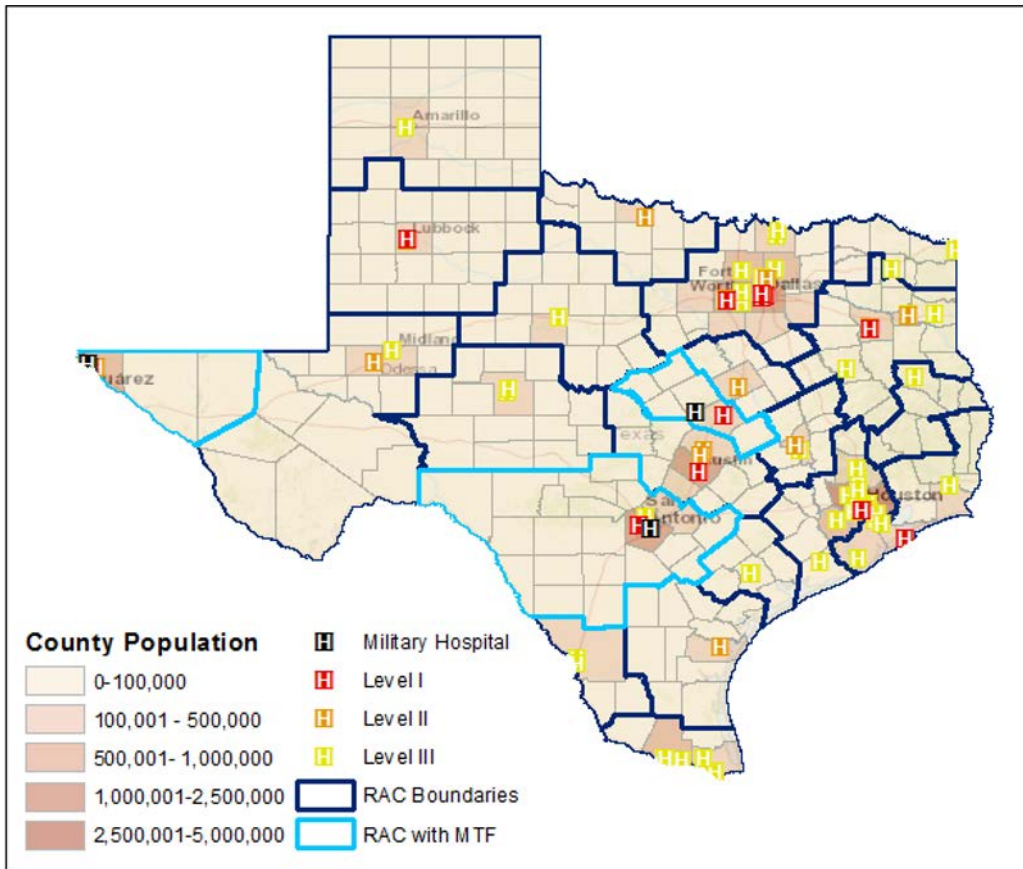 Amarillo
Lubbock
Fort
Worth
Dallas
Midland
Odessa
Juárez
Texas
Austin
San
Antonio
Houston
County Population
0-100,000
100,001 - 500,000
500,001- 1,000,000
1,000,001-2,500,000
2,500,001-5,000,000
H Military Hospital
H Level I
H Level II
H Level III
RAC Boundaries
RAC with MTF